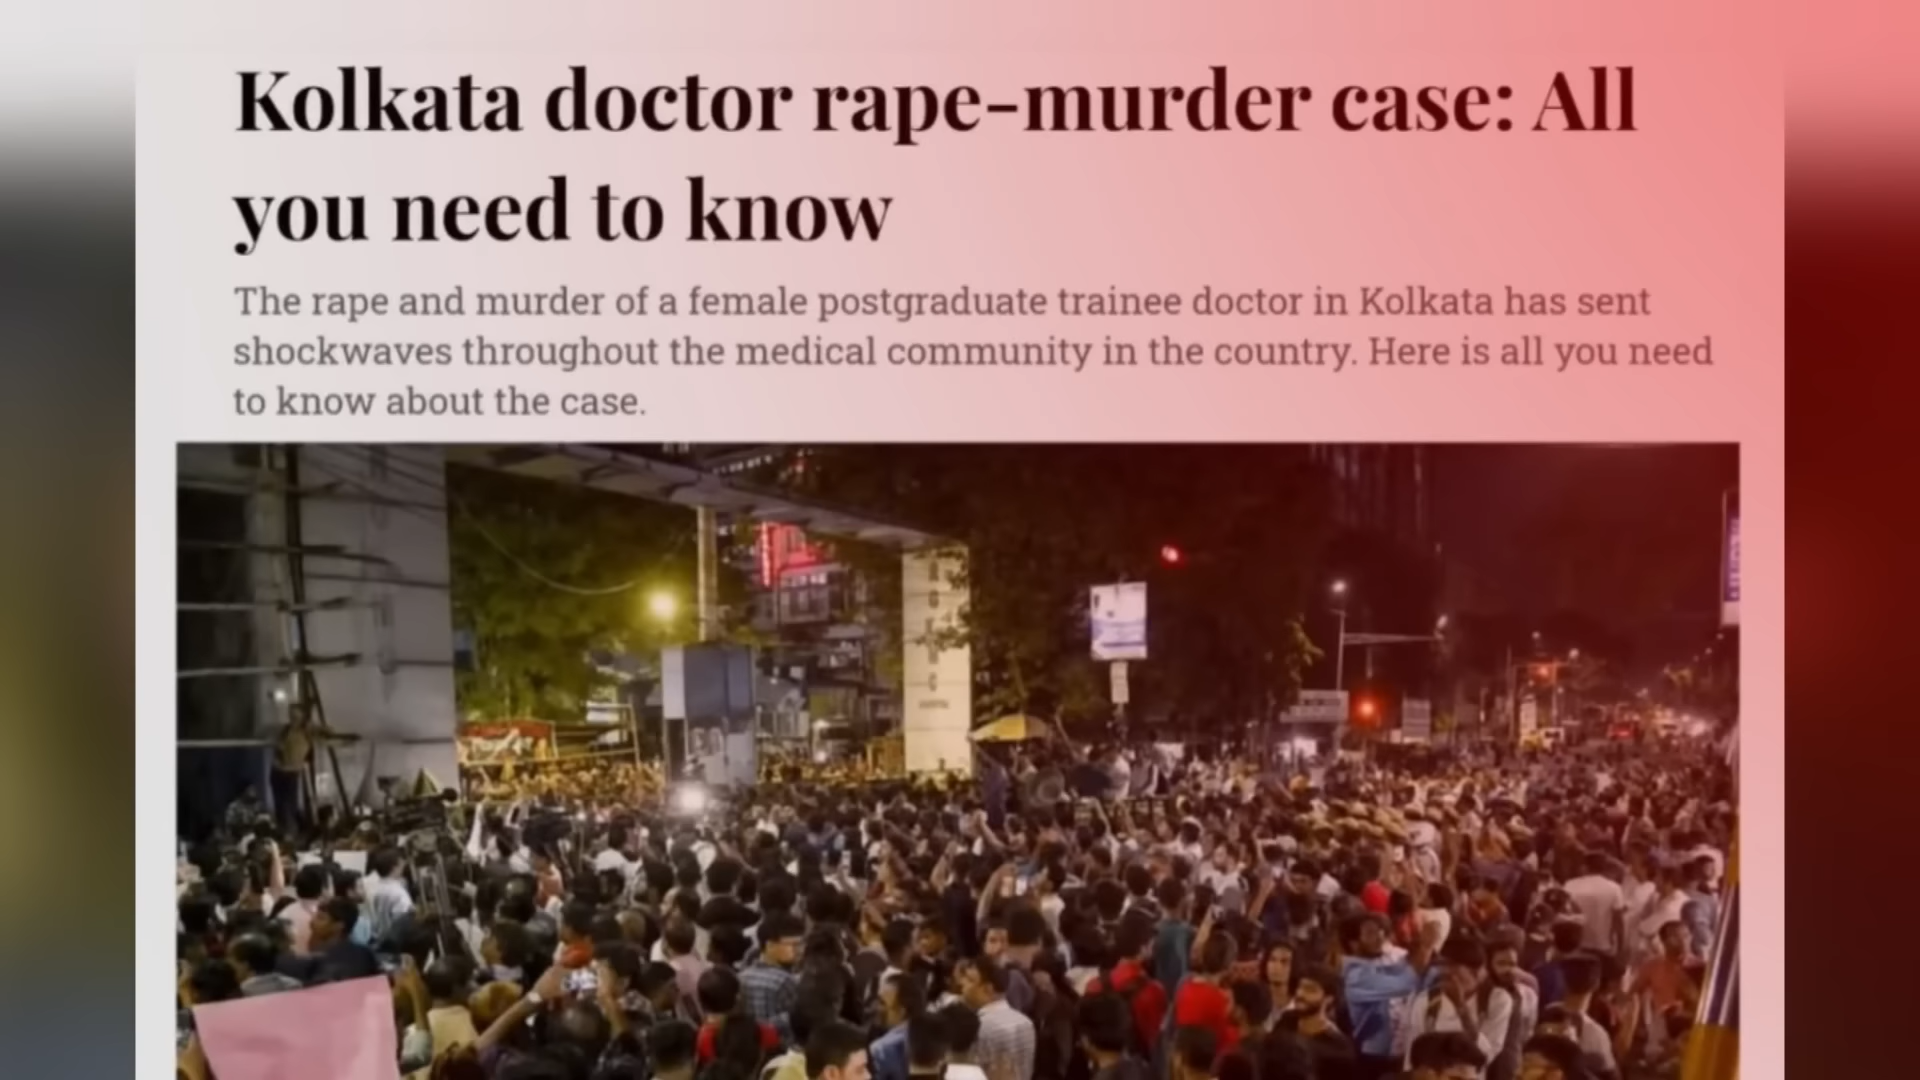 Kolkata doctor rape-murder case: All
you need to know
The rape and murder of a female postgraduate trainee doctor in Kolkata has sent
shockwaves throughout the medical community in the country. Here is all you need
to know about the case.